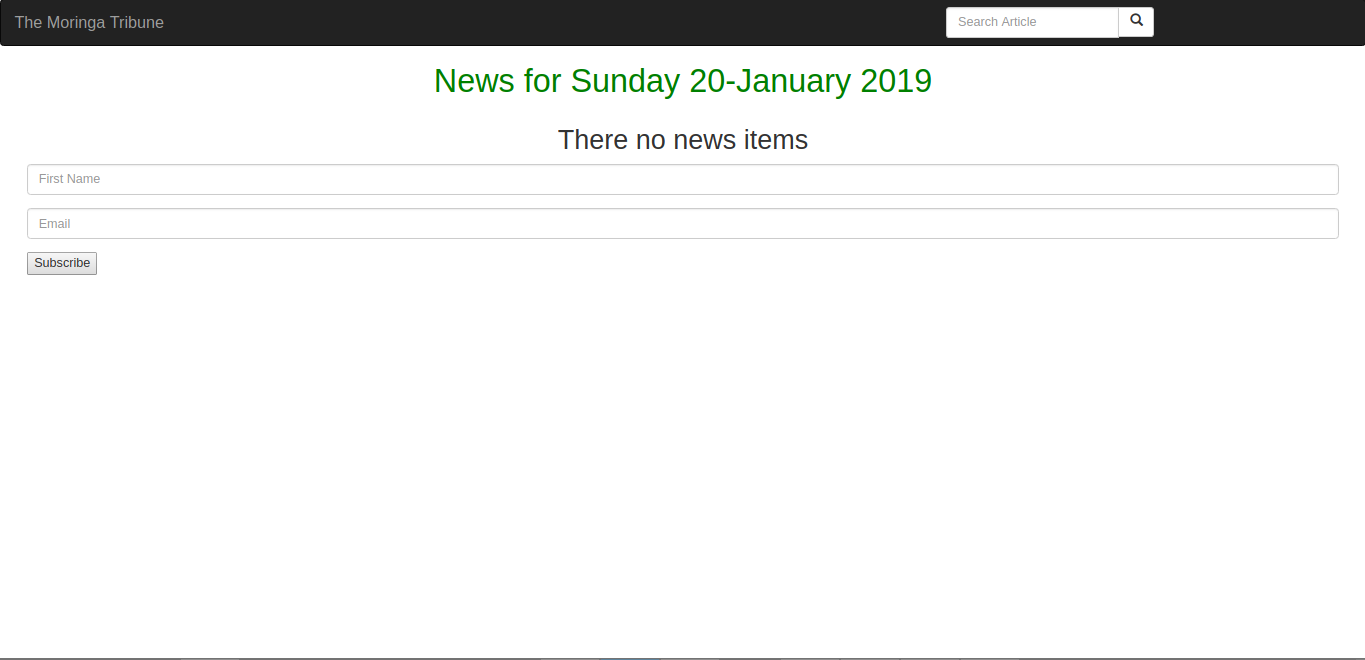 The Moringa Tribune
Search Article
News for Sunday 20-January 2019
There no news items
First Name
Email
Subscribe